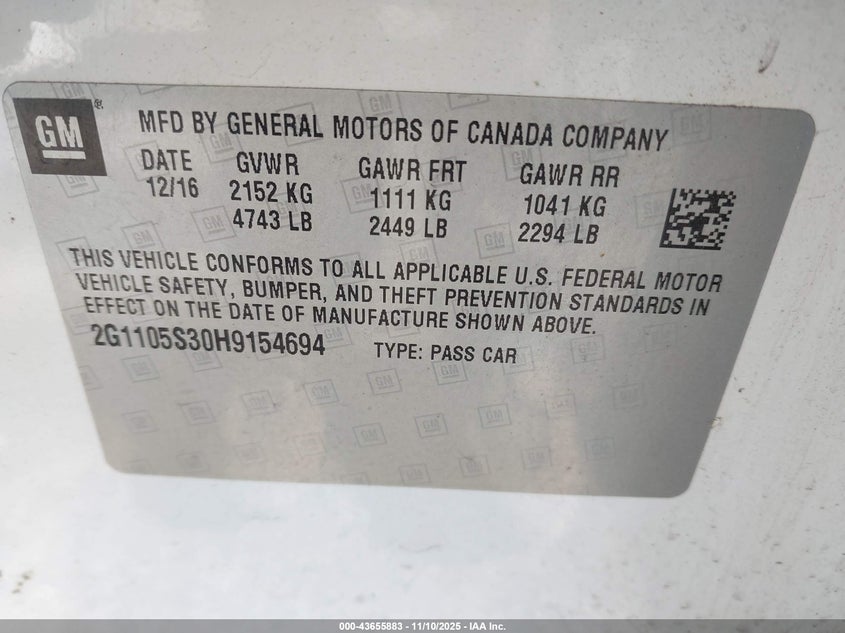 GM ®
MFD BY GENERAL MOTORS OF CANADA COMPANY
DATE GVWR GAWR FRT GAWR RR
12/16 2152 KG 1111 KG 1041 KG
4743 LB 2449 LB 2294 LB
THIS VEHICLE CONFORMS TO ALL APPLICABLE U.S. FEDERAL MOTOR
VEHICLE SAFETY, BUMPER, AND THEFT PREVENTION STANDARDS IN
EFFECT ON THE DATE OF MANUFACTURE SHOWN ABOVE.
2G1105S30H9154694 TYPE: PASS CAR
000-43655883 - 11/10/2025 - IAA Inc.